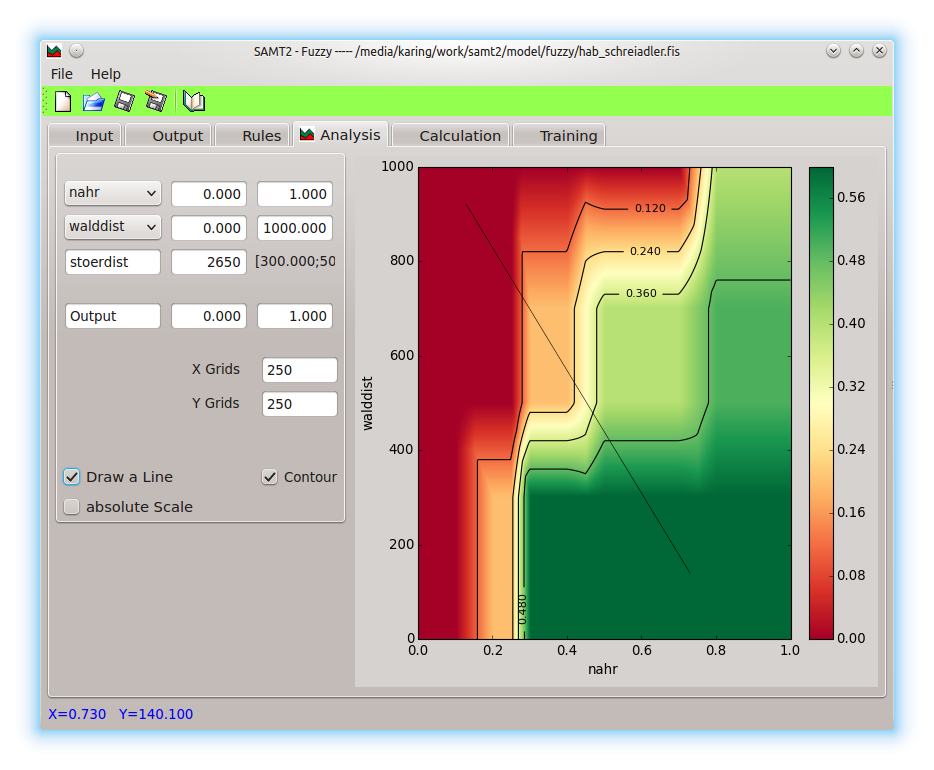 SAMT2 - Fuzzy ----- /media/karing/work/samt2/model/fuzzy/hab_schreiadler.fis
File Help
Input Output Rules Analysis Calculation Training
nahr 0.000 1.000
walddist 0.000 1000.000
stoerdist 2650 [300.000;50
Output 0.000 1.000
X Grids 250
Y Grids 250
Draw a Line Contour
absolute Scale
1000
800
600
400
200
0
walddist
0.0 0.2 0.4 0.6 0.8 1.0
nahr
0.120
0.240
0.360
0.480
0.56
0.48
0.40
0.32
0.24
0.16
0.08
0.00
X=0.730 Y=140.100